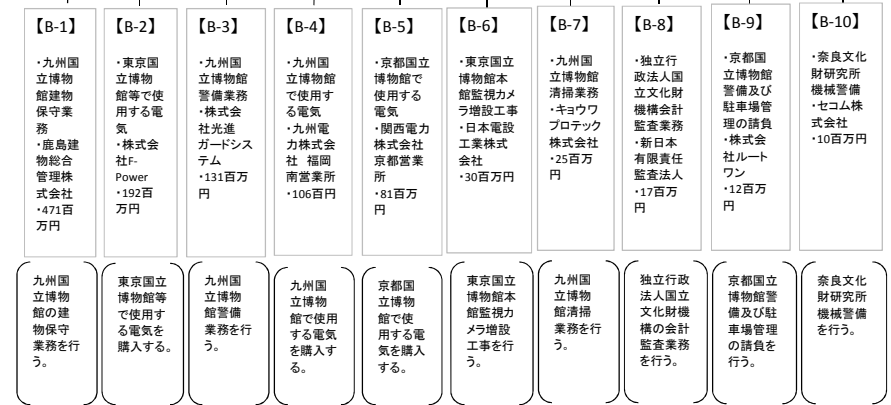 【B-1】
・九州国
立博物
館建物
保守業
務
・鹿島建
物総合
管理株
式会社
・471百
万円
【B-2】
・東京国
立博物
館等で使
用する電
気
・株式会
社F-
Power
・192百
万円
【B-3】
・九州国
立博物館
警備業務
・株式会
社光進
ガードシス
テム
・131百万
円
【B-4】
・九州国
立博物館
で使用す
る電気
・九州電
力株式会
社 福岡
南営業所
・106百円
【B-5】
・京都国立
博物館で
使用する
電気
・関西電力
株式会社
京都営業
所
・81百万
円
【B-6】
・東京国立
博物館本
館監視カメ
ラ増設工事
・日本電設
工業株式
会社
・30百万円
【B-7】
・九州国
立博物館
清掃業務
・キョウワ
プロテック
株式会社
・25百万
円
【B-8】
・独立行
政法人国
立文化財
機構会計
監査業務
・新日本
有限責任
監査法人
・17百万
円
【B-9】
・京都国
立博物館
警備及び
駐車場管
理の請負
・株式会
社ルート
ワン
・12百万
円
【B-10】
・奈良文化
財研究所
機械警備
・セコム株
式会社
・10百万円
九州国
立博物
館の建
物保守
業務を行
う。
東京国立
博物館等
で使用す
る電気を
購入する。
九州国
立博物
館警備
業務を行
う。
九州国
立博物
館で使
用する電気
を購入す
る。
京都国
立博物
館で使
用する電
気を購入
する。
東京国立
博物館本
館監視カ
メラ増設
工事を行
う。
九州国
立博物
館清掃
業務を行
う。
独立行政
法人国立
文化財機
構の会計
監査業務
を行う。
京都国立
博物館警
備及び駐
車場管理
の請負を
行う。
奈良文化
財研究所
機械警備
を行う。